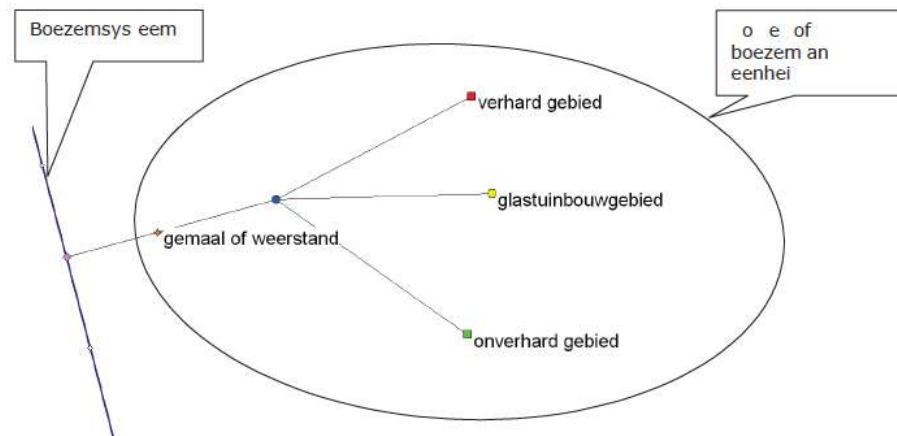 Boezemsys eem
o e of
boezem an
eenhei
verhard gebied
glastuinbouwgebied
gemaal of weerstand
onverhard gebied